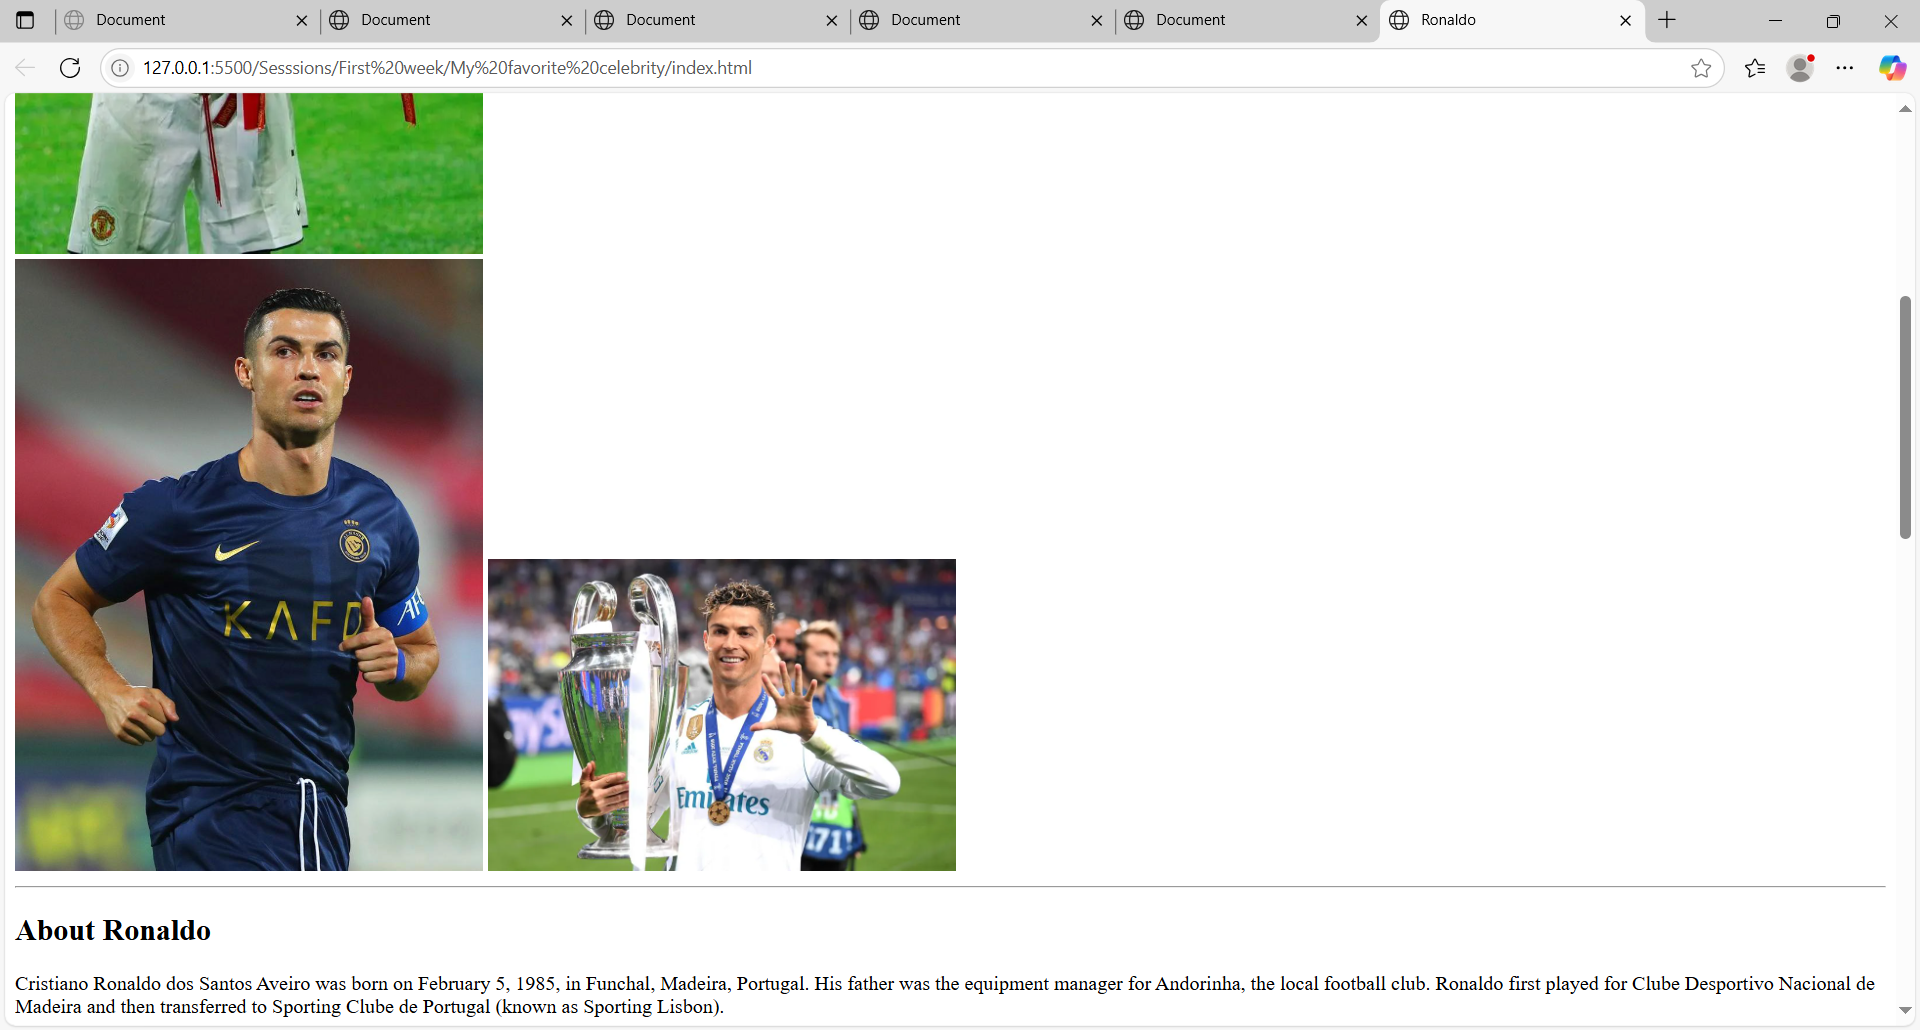 Document
Document
Document
Document
Document
Ronaldo
127.0.0.1:5500/Sesssions/First%20week/My%20favorite%20celebrity/index.html
KAFD
AFC
Emirates
71!
About Ronaldo
Cristiano Ronaldo dos Santos Aveiro was born on February 5, 1985, in Funchal, Madeira, Portugal. His father was the equipment manager for Andorinha, the local football club. Ronaldo first played for Clube Desportivo Nacional de
Madeira and then transferred to Sporting Clube de Portugal (known as Sporting Lisbon).